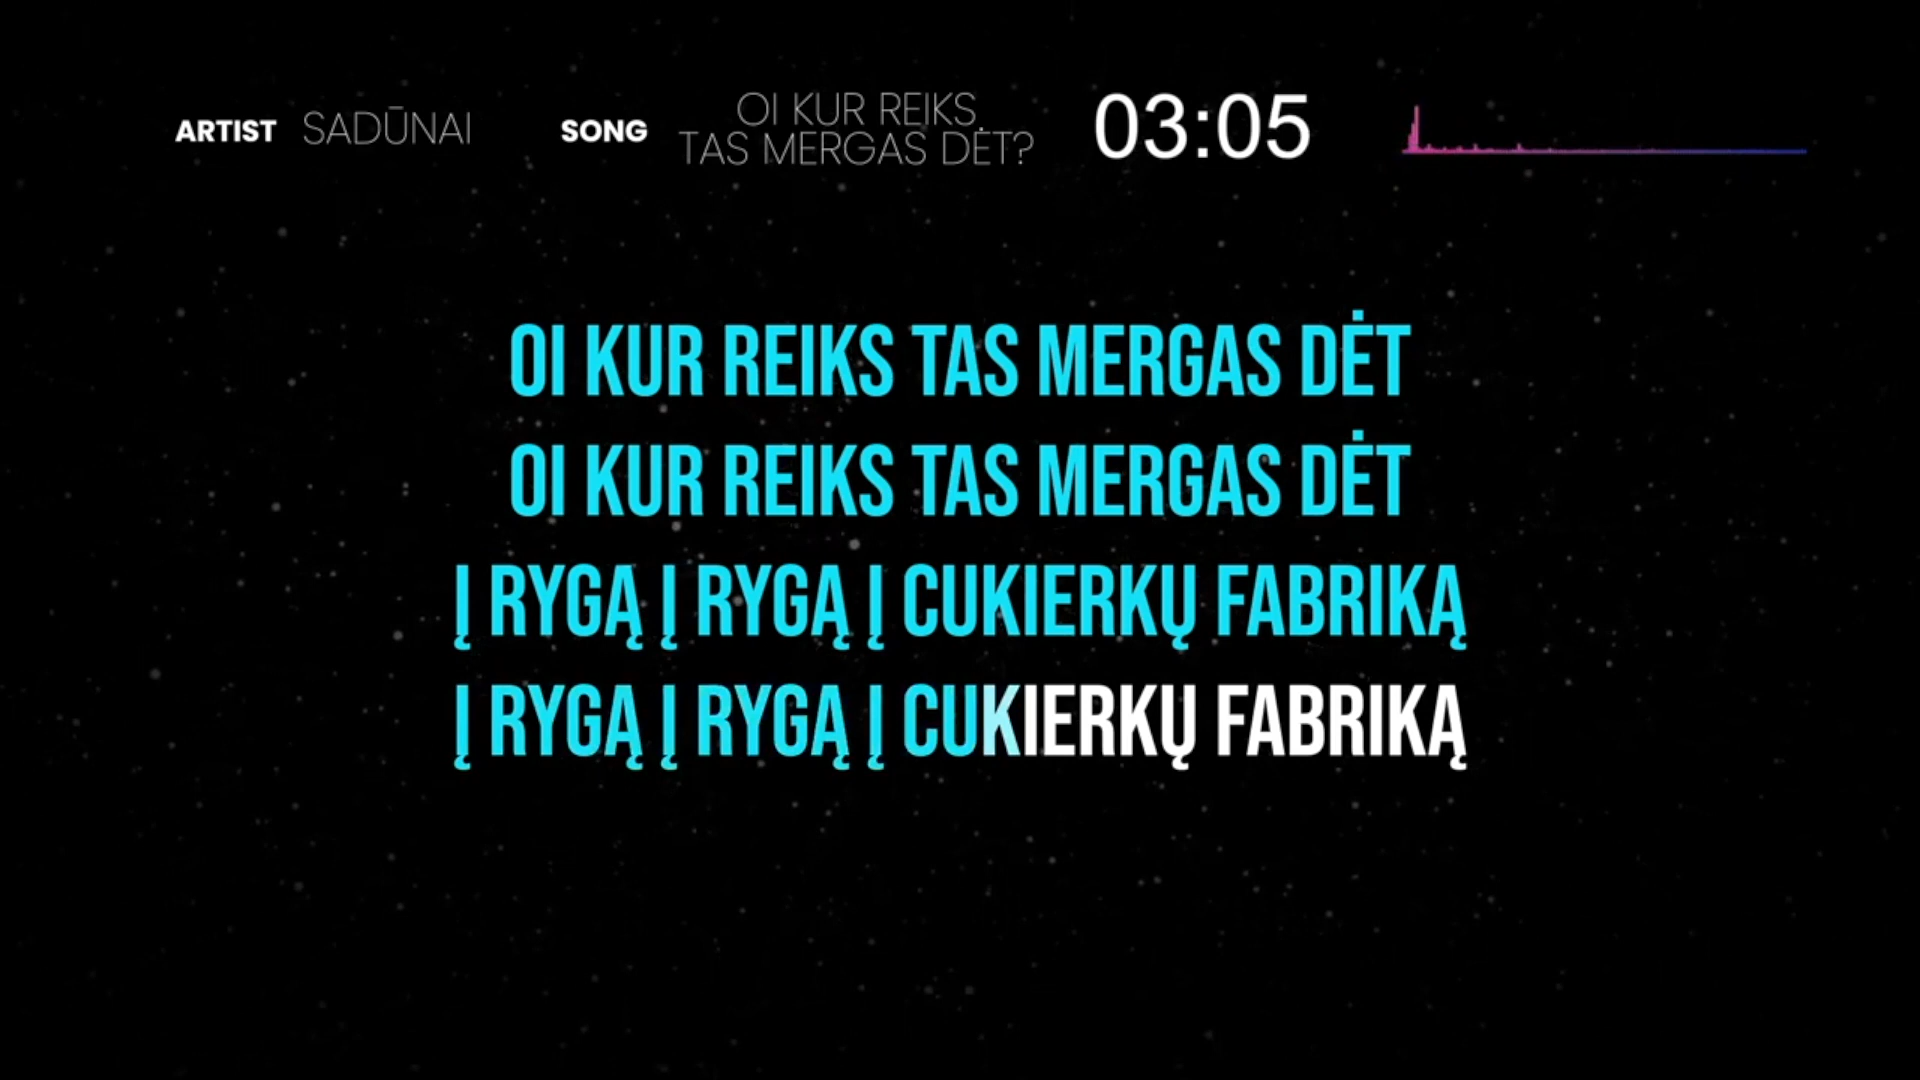 ARTIST SADŪNAI SONG OI KUR REIKS
TAS MERGAS DĖT? 03:05
OI KUR REIKS TAS MERGAS DĖT
OI KUR REIKS TAS MERGAS DĖT
Į RYGĄ Į RYGĄ Į CUKIERKŲ FABRIKĄ
Į RYGĄ Į RYGĄ Į CUKIERKŲ FABRIKĄ